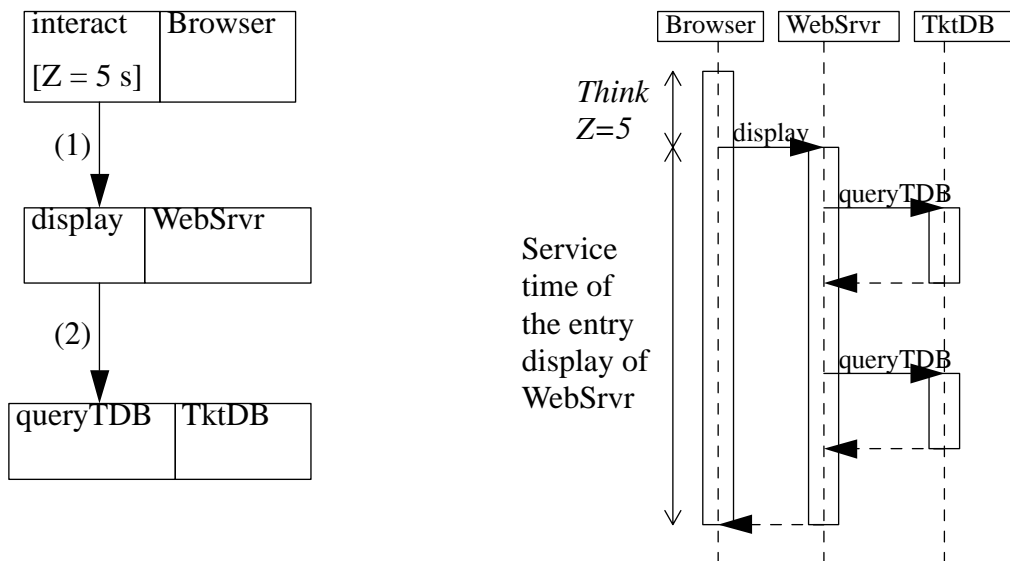 interact Browser
[Z = 5 s]
(1)
display WebSrvr
(2)
queryTDB TktDB
Browser WebSrvr TktDB
Think
Z=5
display
queryTDB
Service
time of
the entry
display of
WebSrvr
queryTDB